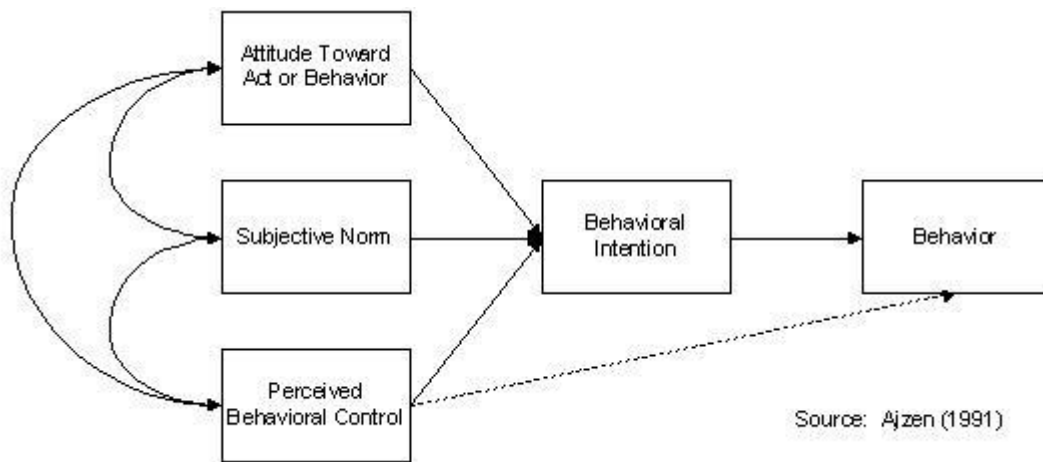 Attitude Toward
Act or Behavior
Subjective Norm
Behavioral
Intention
Behavior
Perceived
Behavioral Control
Source: Ajzen (1991)